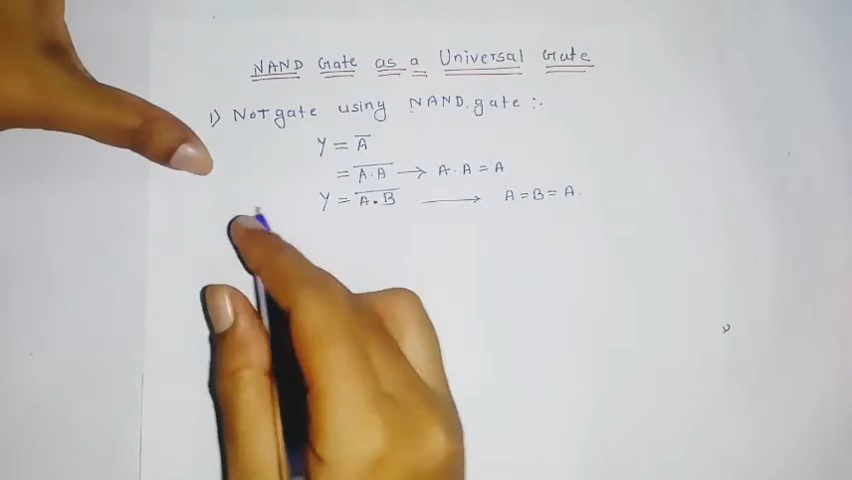 NAND Gate as a Universal Gate
1) NOT gate using NAND. gate :.
Y = A̅
= A̅.̅A̅ → A.A = A
Y = A̅.̅B̅ → A = B = A.